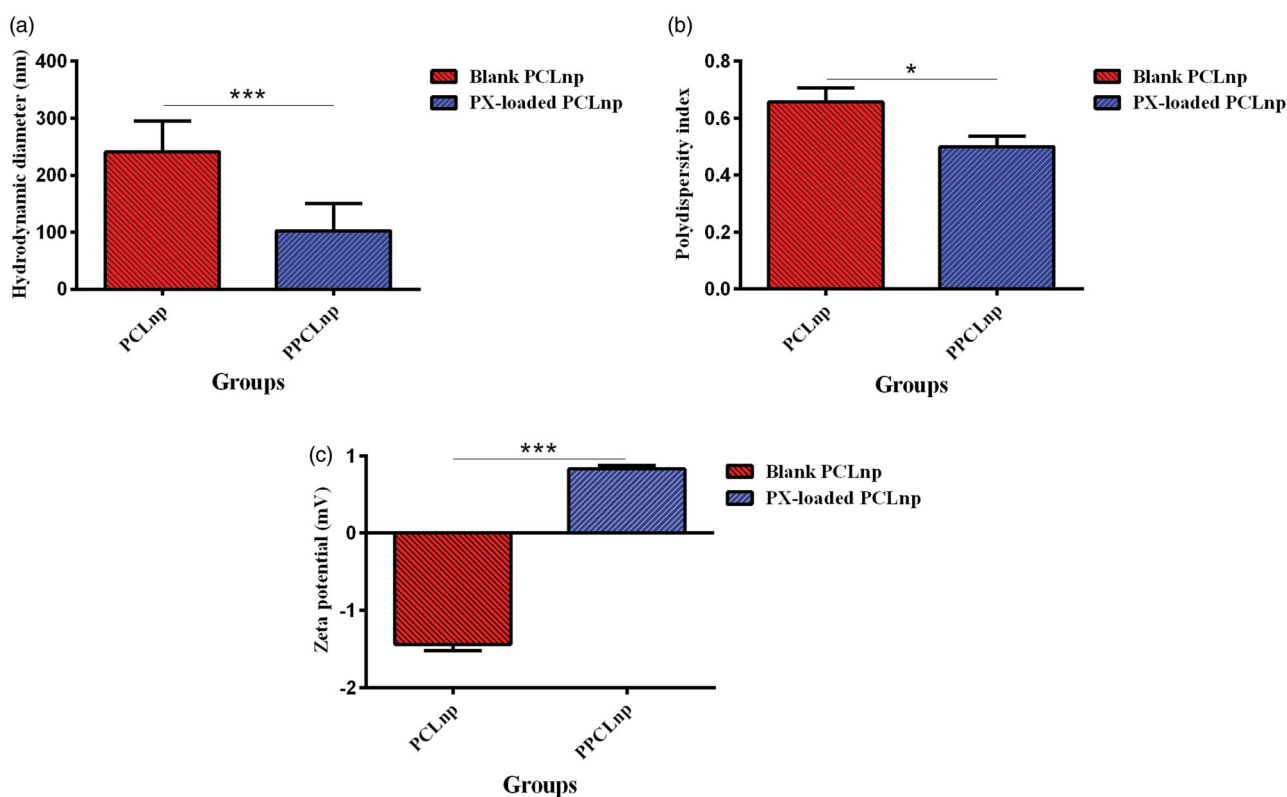 (a)
Hydrodynamic diameter (nm)
400
300
200
100
0
***
PCLnp
PPCLnp
Groups
Blank PCLnp
PX-loaded PCLnp
(b)
Polydispersity index
0.8
0.6
0.4
0.2
0.0
*
PCLnp
PPCLnp
Groups
Blank PCLnp
PX-loaded PCLnp
(c)
Zeta potential (mV)
1
0
-1
-2
***
PCLnp
PPCLnp
Groups
Blank PCLnp
PX-loaded PCLnp